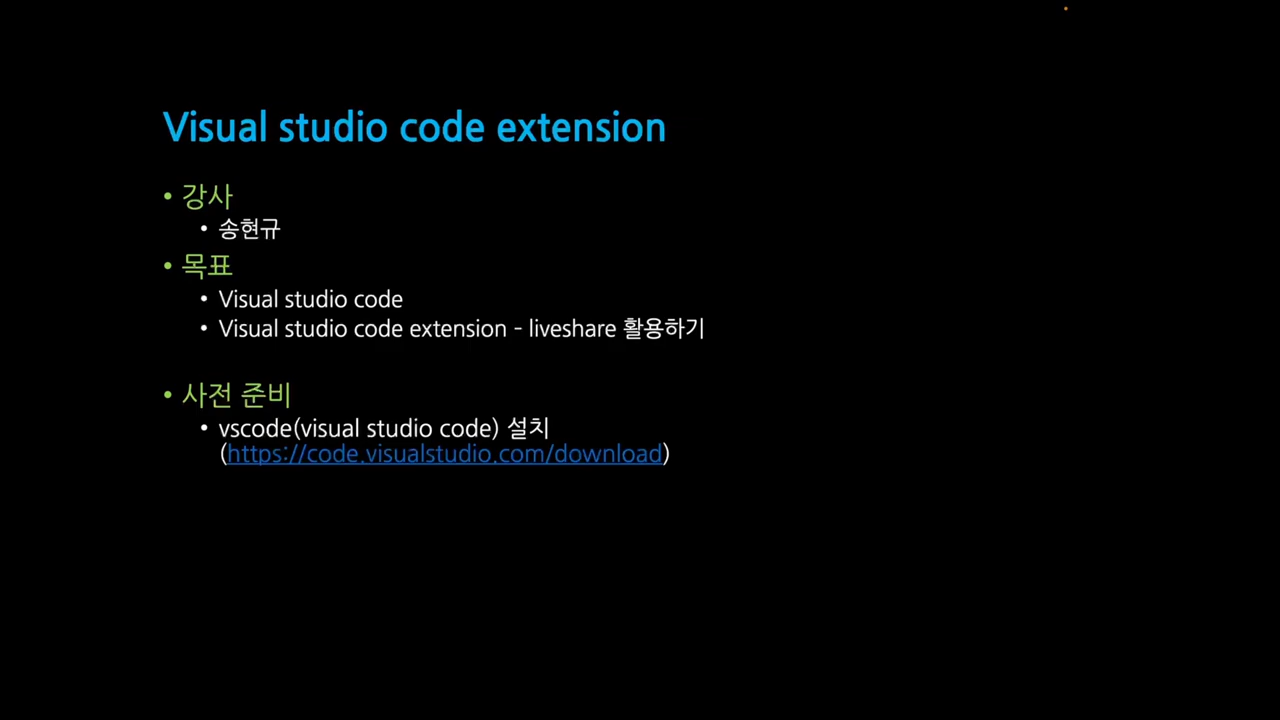 Visual studio code extension
• 강사
• 송현규
• 목표
• Visual studio code
• Visual studio code extension - liveshare 활용하기
• 사전 준비
• vscode(visual studio code) 설치
(https://code.visualstudio.com/download)